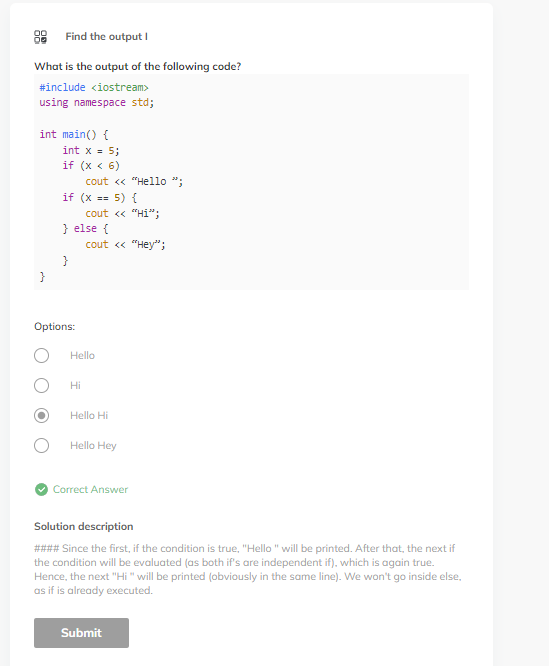 Find the output I
What is the output of the following code?
#include <iostream>
using namespace std;
int main() {
int x = 5;
if (x < 6)
cout << “Hello ”;
if (x == 5) {
cout << “Hi”;
} else {
cout << “Hey”;
}
}
Options:
Hello
Hi
Hello Hi
Hello Hey
Correct Answer
Solution description
#### Since the first, if the condition is true, "Hello " will be printed. After that, the next if
the condition will be evaluated (as both if's are independent if), which is again true.
Hence, the next "Hi " will be printed (obviously in the same line). We won't go inside else,
as if is already executed.
Submit